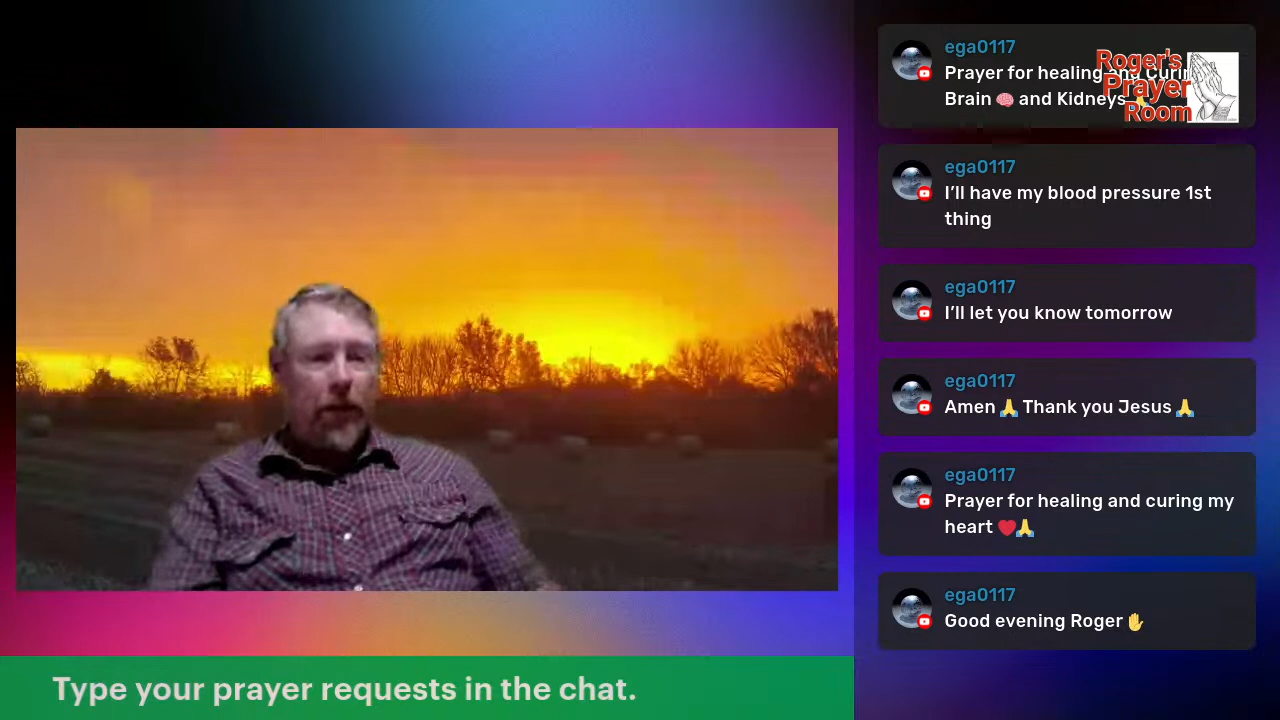 ega0117
Prayer for healing and Curing
Brain 🧠 and Kidneys 🙏
Roger's
Prayer
Room
ega0117
I’ll have my blood pressure 1st
thing
ega0117
I’ll let you know tomorrow
ega0117
Amen 🙏 Thank you Jesus 🙏
ega0117
Prayer for healing and curing my
heart ❤️🙏
ega0117
Good evening Roger ✋
Type your prayer requests in the chat.